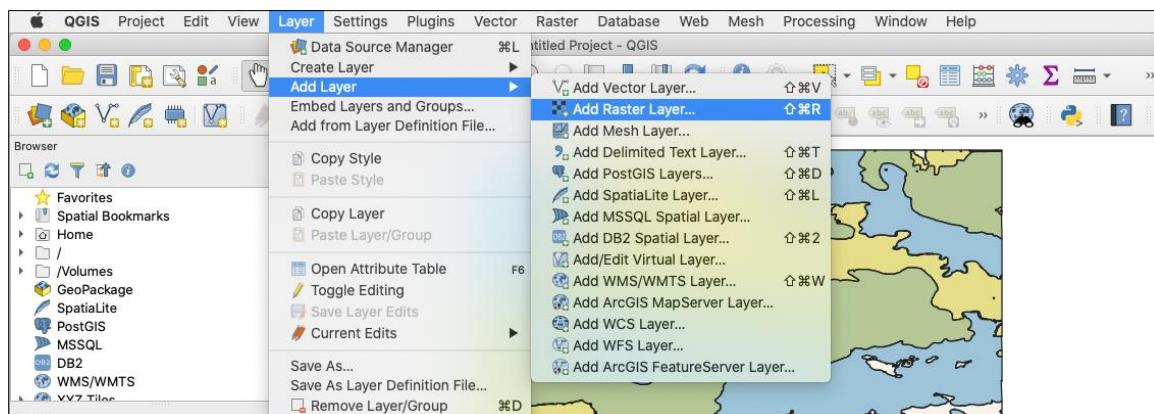 QGIS Project Edit View Layer Settings Plugins Vector Raster Database Web Mesh Processing Window Help
Untitled Project - QGIS
Data Source Manager ⌘L
Create Layer
Add Layer
Embed Layers and Groups...
Add from Layer Definition File...
Copy Style
Paste Style
Copy Layer
Paste Layer/Group
Open Attribute Table F6
Toggle Editing
Save Layer Edits
Current Edits
Save As...
Save As Layer Definition File...
Remove Layer/Group ⌘D
Add Vector Layer... ⇧⌘V
Add Raster Layer... ⇧⌘R
Add Mesh Layer...
Add Delimited Text Layer... ⇧⌘T
Add PostGIS Layers... ⇧⌘D
Add SpatiaLite Layer... ⇧⌘L
Add MSSQL Spatial Layer...
Add DB2 Spatial Layer... ⇧⌘2
Add/Edit Virtual Layer...
Add WMS/WMTS Layer... ⇧⌘W
Add ArcGIS MapServer Layer...
Add WCS Layer...
Add WFS Layer...
Add ArcGIS FeatureServer Layer...
Browser
Favorites
Spatial Bookmarks
Home
/
/Volumes
GeoPackage
SpatiaLite
PostGIS
MSSQL
DB2
WMS/WMTS
XYZ Tiles